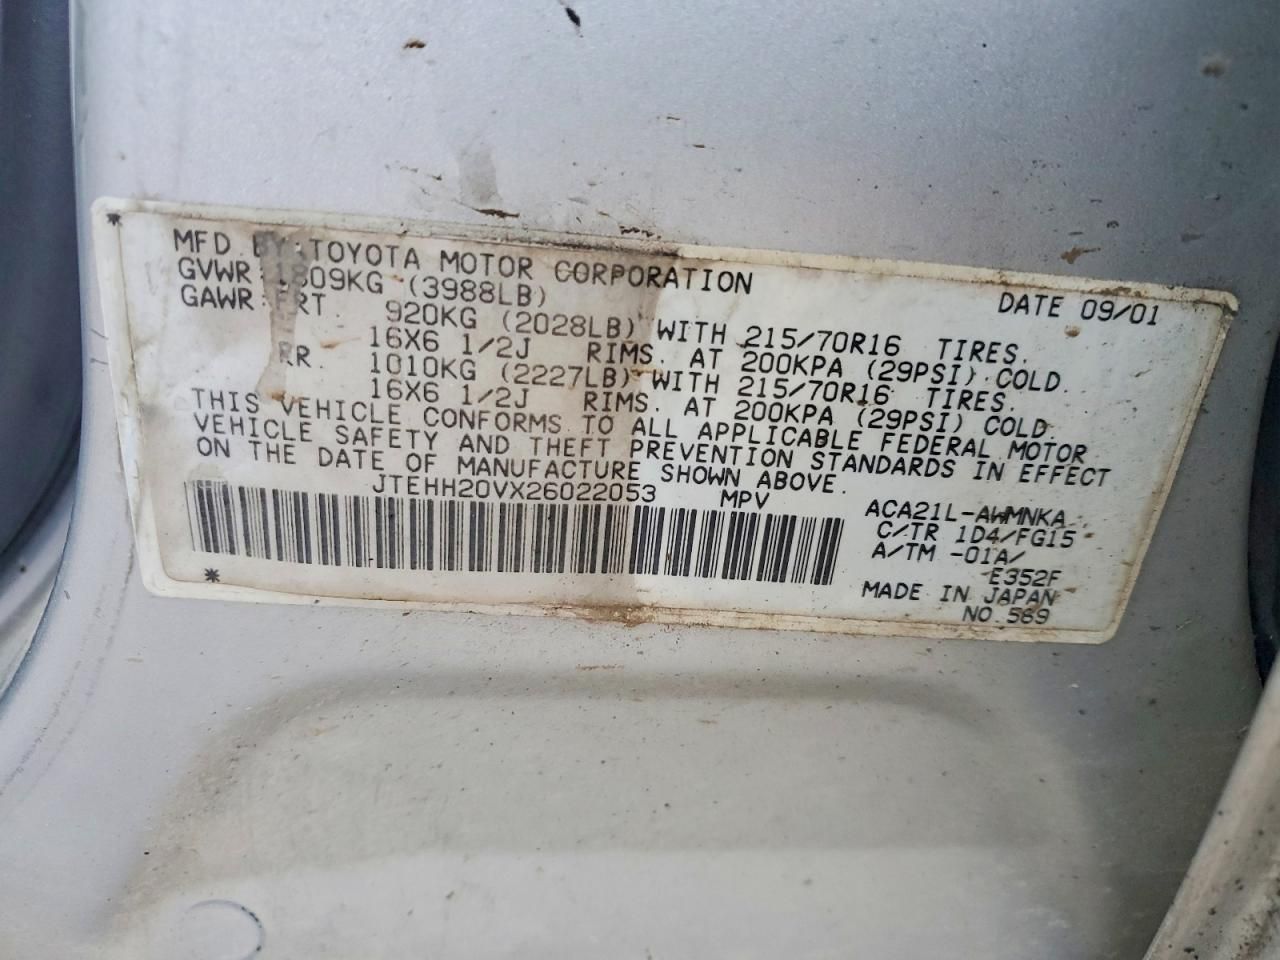 MFD. BY: TOYOTA MOTOR CORPORATION DATE 09/01
GVWR: 1809KG (3988LB)
GAWR: FRT. 920KG (2028LB) WITH 215/70R16 TIRES.
16X6 1/2J RIMS. AT 200KPA (29PSI) COLD.
RR. 1010KG (2227LB) WITH 215/70R16 TIRES.
16X6 1/2J RIMS. AT 200KPA (29PSI) COLD
THIS VEHICLE CONFORMS TO ALL APPLICABLE FEDERAL MOTOR
VEHICLE SAFETY AND THEFT PREVENTION STANDARDS IN EFFECT
ON THE DATE OF MANUFACTURE SHOWN ABOVE.
JTEHH20VX26022053 MPV
ACA21L-AWMNKA
C/TR 1D4/FG15
A/TM -01A/
E352F
MADE IN JAPAN
NO.569